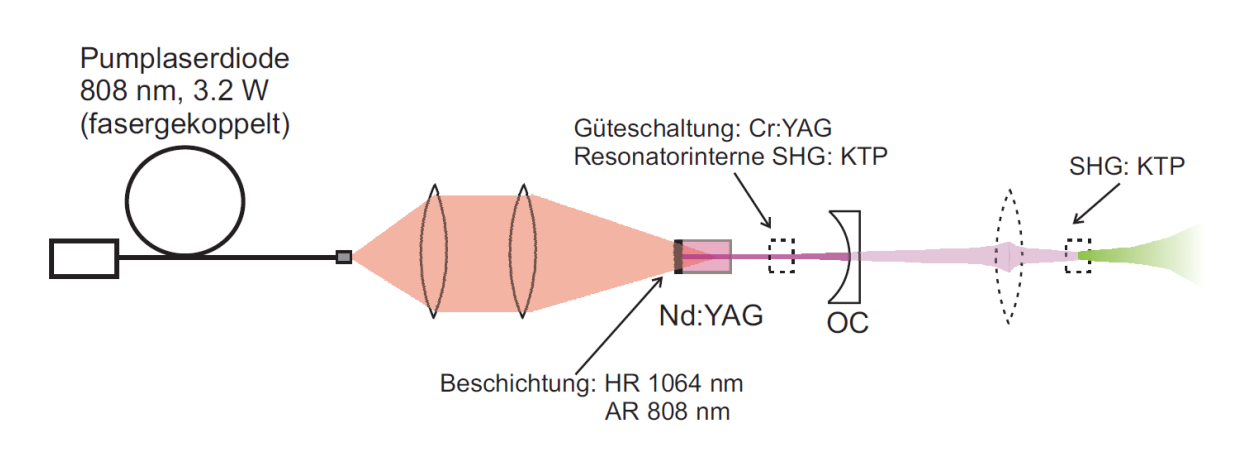 Pumplaserdiode
808 nm, 3.2 W
(fasergekoppelt)
Güteschaltung: Cr:YAG
Resonatorinterne SHG: KTP
SHG: KTP
Nd:YAG
OC
Beschichtung: HR 1064 nm
AR 808 nm